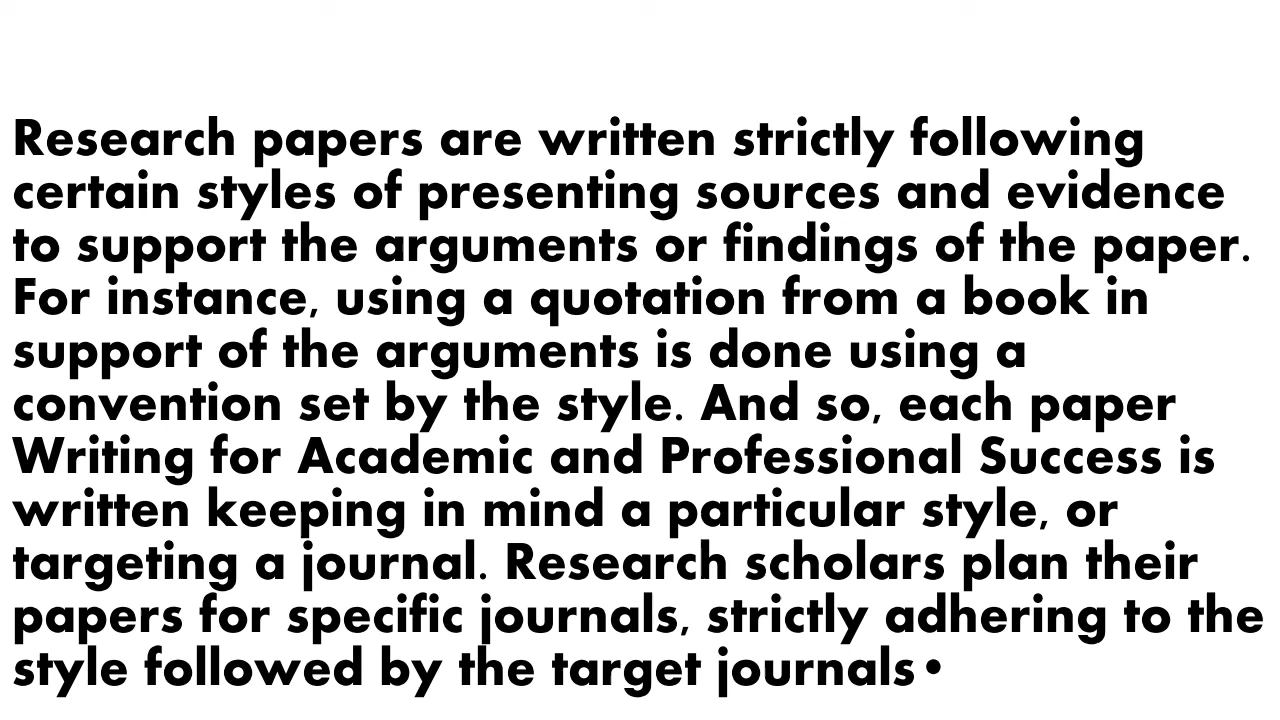 Research papers are written strictly following
certain styles of presenting sources and evidence
to support the arguments or findings of the paper.
For instance, using a quotation from a book in
support of the arguments is done using a
convention set by the style. And so, each paper
Writing for Academic and Professional Success is
written keeping in mind a particular style, or
targeting a journal. Research scholars plan their
papers for specific journals, strictly adhering to the
style followed by the target journals•